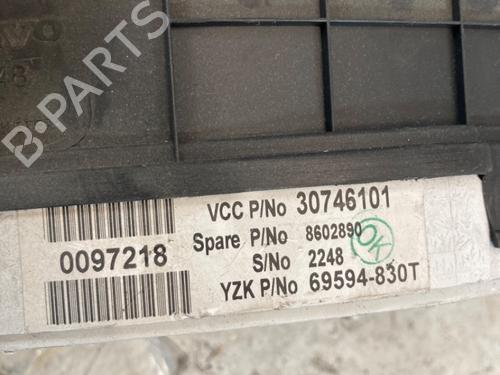 B-PARTS
VCC P/No 30746101
Spare P/No 8602890
OK
S/No 2248
YZK P/No 69594-830T
0097218